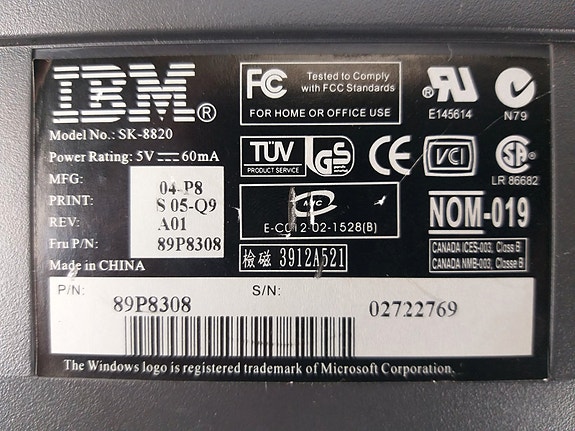 IBM®
Model No.: SK-8820
Power Rating: 5V 60mA
MFG: 04-P8
PRINT: S 05-Q9
REV: A01
Fru P/N: 89P8308
Made in CHINA
FC Tested to Comply
with FCC Standards
FOR HOME OR OFFICE USE
TÜV
PRODUCT SERVICE
GS
CE
E-C012-02-1528(B)
檢磁 3912A521
®
E145614
N79
VCI
SA
®
LR 86682
NOM-019
CANADA ICES-003, Class B
CANADA NMB-003, Classe B
P/N: S/N:
89P8308 02722769
The Windows logo is registered trademark of Microsoft Corporation.